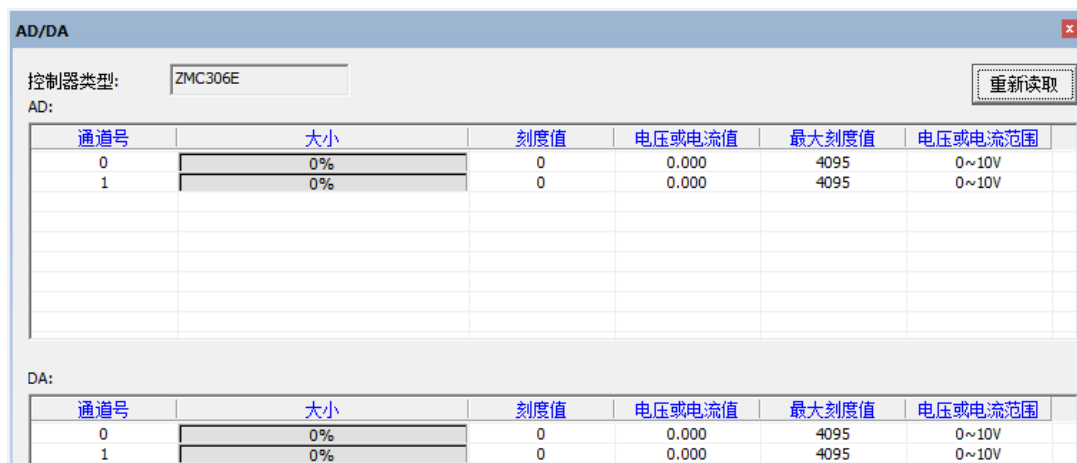 AD/DA x
控制器类型: ZMC306E 重新读取
AD:
通道号 大小 刻度值 电压或电流值 最大刻度值 电压或电流范围
0 0% 0 0.000 4095 0~10V
1 0% 0 0.000 4095 0~10V
DA:
通道号 大小 刻度值 电压或电流值 最大刻度值 电压或电流范围
0 0% 0 0.000 4095 0~10V
1 0% 0 0.000 4095 0~10V